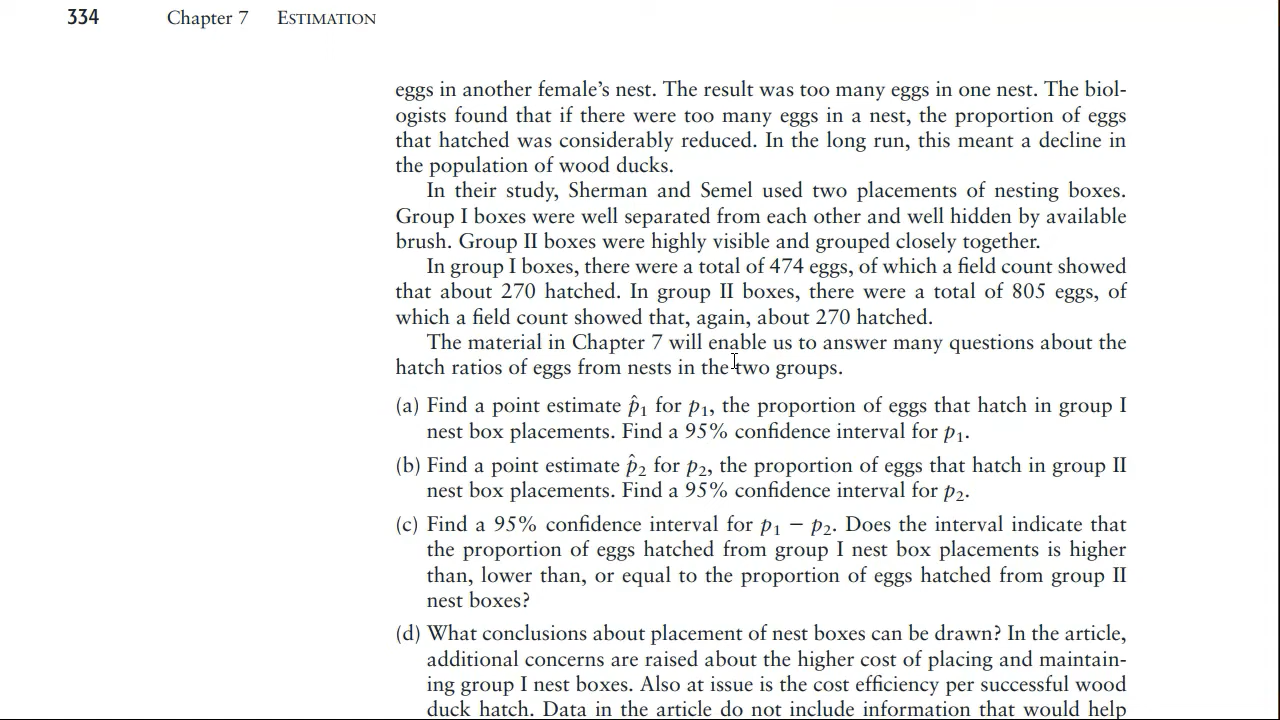 334 Chapter 7 ESTIMATION
eggs in another female's nest. The result was too many eggs in one nest. The biol-
ogists found that if there were too many eggs in a nest, the proportion of eggs
that hatched was considerably reduced. In the long run, this meant a decline in
the population of wood ducks.
In their study, Sherman and Semel used two placements of nesting boxes.
Group I boxes were well separated from each other and well hidden by available
brush. Group II boxes were highly visible and grouped closely together.
In group I boxes, there were a total of 474 eggs, of which a field count showed
that about 270 hatched. In group II boxes, there were a total of 805 eggs, of
which a field count showed that, again, about 270 hatched.
The material in Chapter 7 will enable us to answer many questions about the
hatch ratios of eggs from nests in the two groups.
(a) Find a point estimate p̂₁ for p₁, the proportion of eggs that hatch in group I
nest box placements. Find a 95% confidence interval for p₁.
(b) Find a point estimate p̂₂ for p₂, the proportion of eggs that hatch in group II
nest box placements. Find a 95% confidence interval for p₂.
(c) Find a 95% confidence interval for p₁ − p₂. Does the interval indicate that
the proportion of eggs hatched from group I nest box placements is higher
than, lower than, or equal to the proportion of eggs hatched from group II
nest boxes?
(d) What conclusions about placement of nest boxes can be drawn? In the article,
additional concerns are raised about the higher cost of placing and maintain-
ing group I nest boxes. Also at issue is the cost efficiency per successful wood
duck hatch. Data in the article do not include information that would help